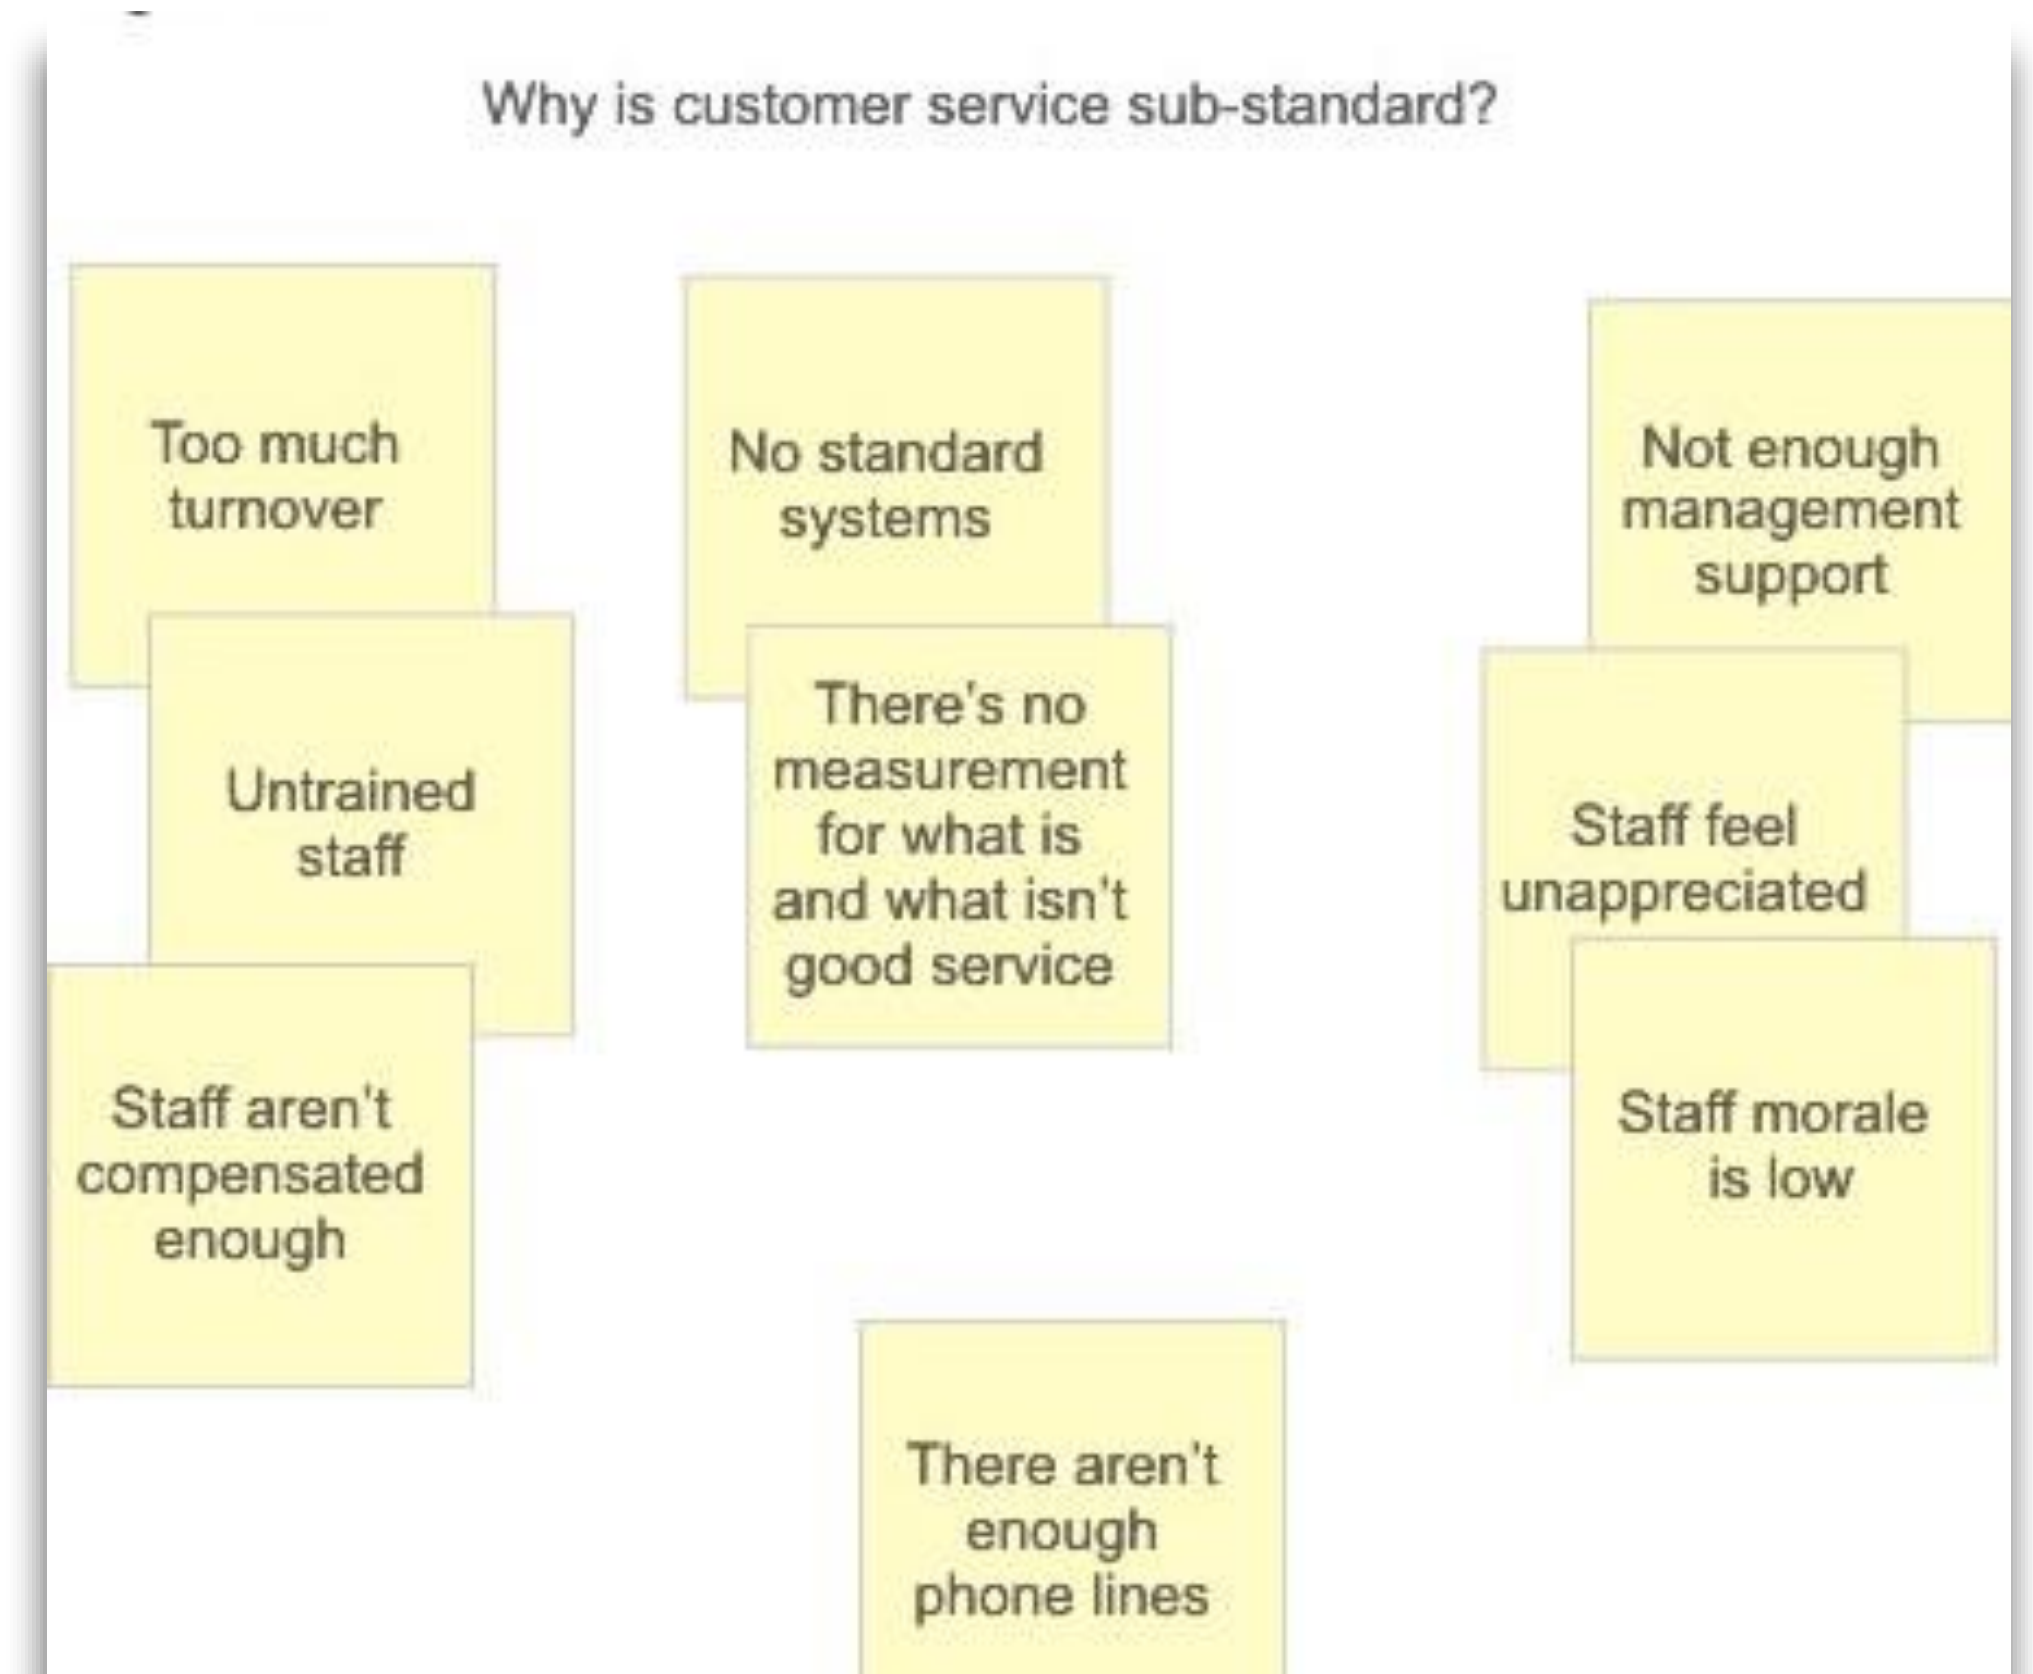 Why is customer service sub-standard?
Too much
turnover
Untrained
staff
Staff aren't
compensated
enough
No standard
systems
There's no
measurement
for what is
and what isn't
good service
There aren't
enough
phone lines
Not enough
management
support
Staff feel
unappreciated
Staff morale
is low